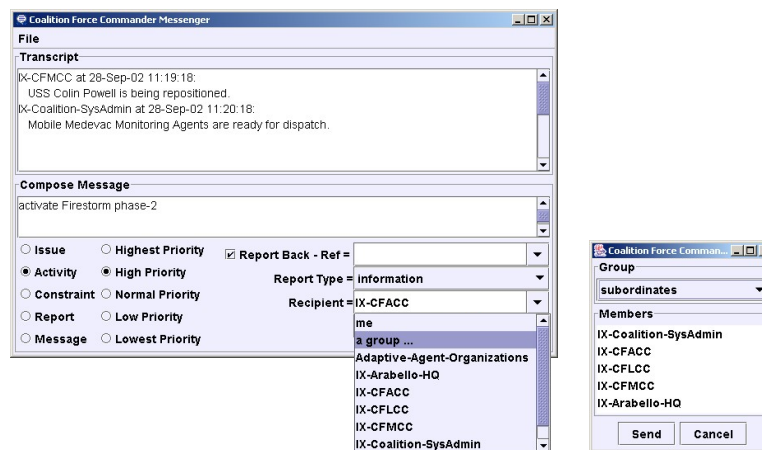 Coalition Force Commander Messenger
File
Transcript
IX-CFMCC at 28-Sep-02 11:19:18:
USS Colin Powell is being repositioned.
IX-Coalition-SysAdmin at 28-Sep-02 11:20:18:
Mobile Medevac Monitoring Agents are ready for dispatch.
Compose Message
activate Firestorm phase-2
Issue
Highest Priority
Report Back - Ref =
Activity
High Priority
Report Type = information
Constraint
Normal Priority
Recipient = IX-CFACC
Report
Low Priority
Message
Lowest Priority
me
a group ...
Adaptive-Agent-Organizations
IX-Arabello-HQ
IX-CFACC
IX-CFLCC
IX-CFMCC
IX-Coalition-SysAdmin
Coalition Force Comman...
Group
subordinates
Members
IX-Coalition-SysAdmin
IX-CFACC
IX-CFLCC
IX-CFMCC
IX-Arabello-HQ
Send
Cancel